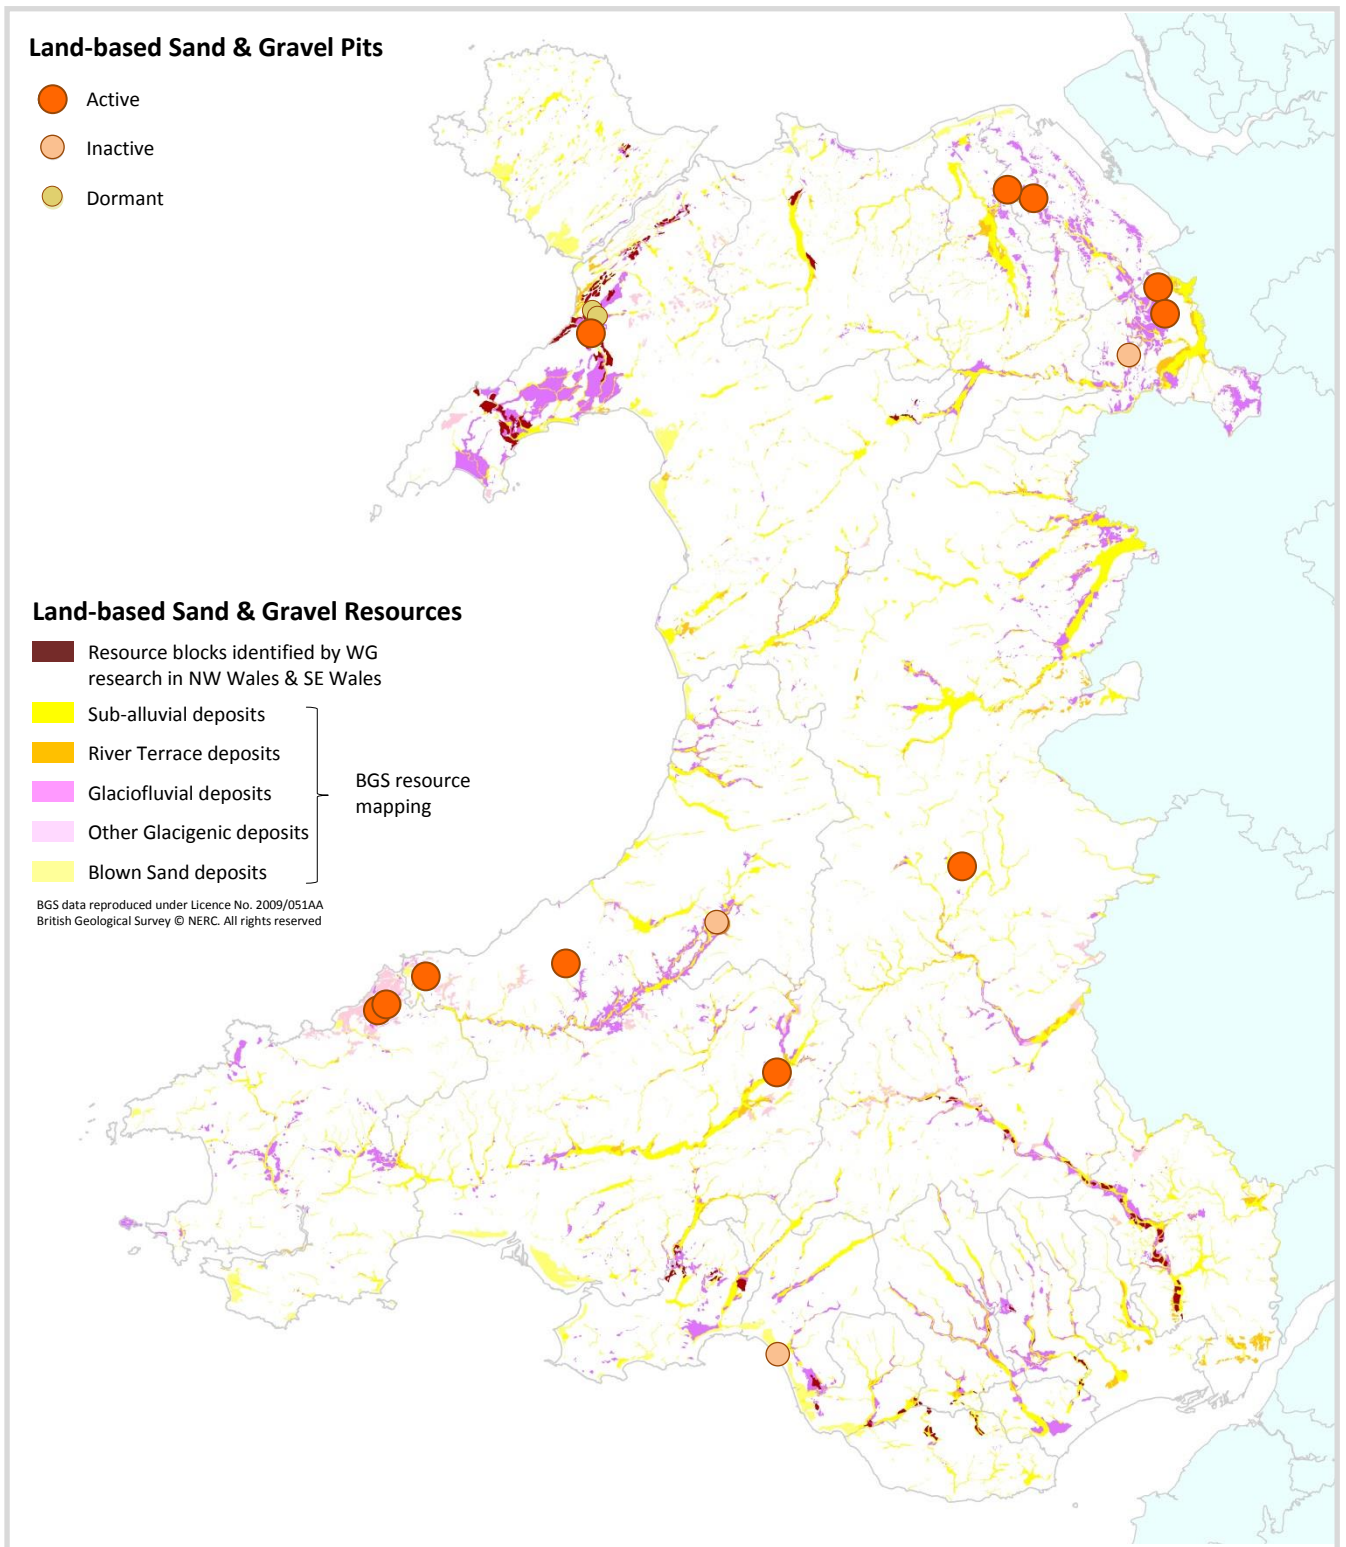 Land-based Sand & Gravel Pits
Active
Inactive
Dormant
Land-based Sand & Gravel Resources
Resource blocks identified by WG
research in NW Wales & SE Wales
Sub-alluvial deposits
River Terrace deposits
Glaciofluvial deposits
Other Glacigenic deposits
Blown Sand deposits
BGS resource
mapping
BGS data reproduced under Licence No. 2009/051AA
British Geological Survey © NERC. All rights reserved